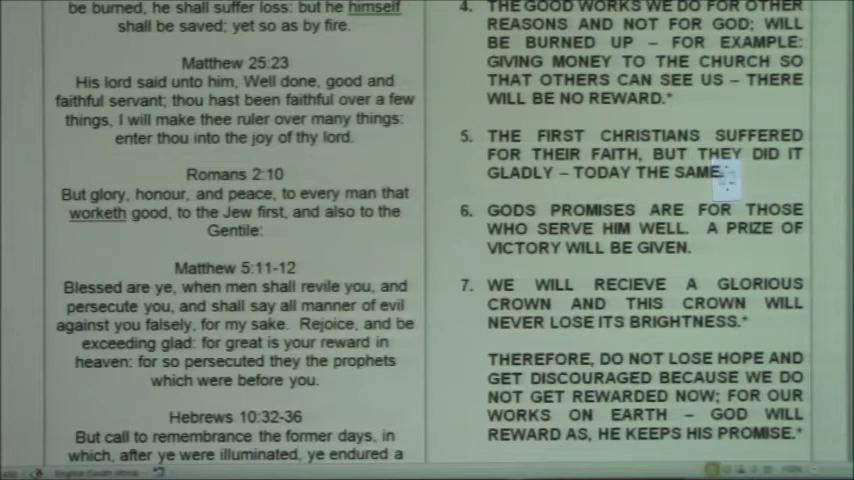 be burned, he shall suffer loss: but he himself
shall be saved; yet so as by fire.
Matthew 25:23
His lord said unto him, Well done, good and
faithful servant; thou hast been faithful over a few
things, I will make thee ruler over many things:
enter thou into the joy of thy lord.
Romans 2:10
But glory, honour, and peace, to every man that
worketh good, to the Jew first, and also to the
Gentile:
Matthew 5:11-12
Blessed are ye, when men shall revile you, and
persecute you, and shall say all manner of evil
against you falsely, for my sake. Rejoice, and be
exceeding glad: for great is your reward in
heaven: for so persecuted they the prophets
which were before you.
Hebrews 10:32-36
But call to remembrance the former days, in
which, after ye were illuminated, ye endured a
4. THE GOOD WORKS WE DO FOR OTHER
REASONS AND NOT FOR GOD; WILL
BE BURNED UP – FOR EXAMPLE:
GIVING MONEY TO THE CHURCH SO
THAT OTHERS CAN SEE US – THERE
WILL BE NO REWARD.*
5. THE FIRST CHRISTIANS SUFFERED
FOR THEIR FAITH, BUT THEY DID IT
GLADLY – TODAY THE SAME.
6. GODS PROMISES ARE FOR THOSE
WHO SERVE HIM WELL. A PRIZE OF
VICTORY WILL BE GIVEN.
7. WE WILL RECIEVE A GLORIOUS
CROWN AND THIS CROWN WILL
NEVER LOSE ITS BRIGHTNESS.*
THEREFORE, DO NOT LOSE HOPE AND
GET DISCOURAGED BECAUSE WE DO
NOT GET REWARDED NOW; FOR OUR
WORKS ON EARTH – GOD WILL
REWARD AS, HE KEEPS HIS PROMISE.*
English (South Africa)